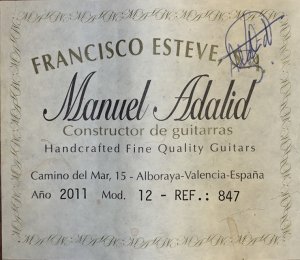 FRANCISCO ESTEVE
Manuel Adalid
Constructor de guitarras
Handcrafted Fine Quality Guitars
Camino del Mar, 15 - Alboraya-Valencia-España
Año 2011 Mod. 12 - REF.: 847